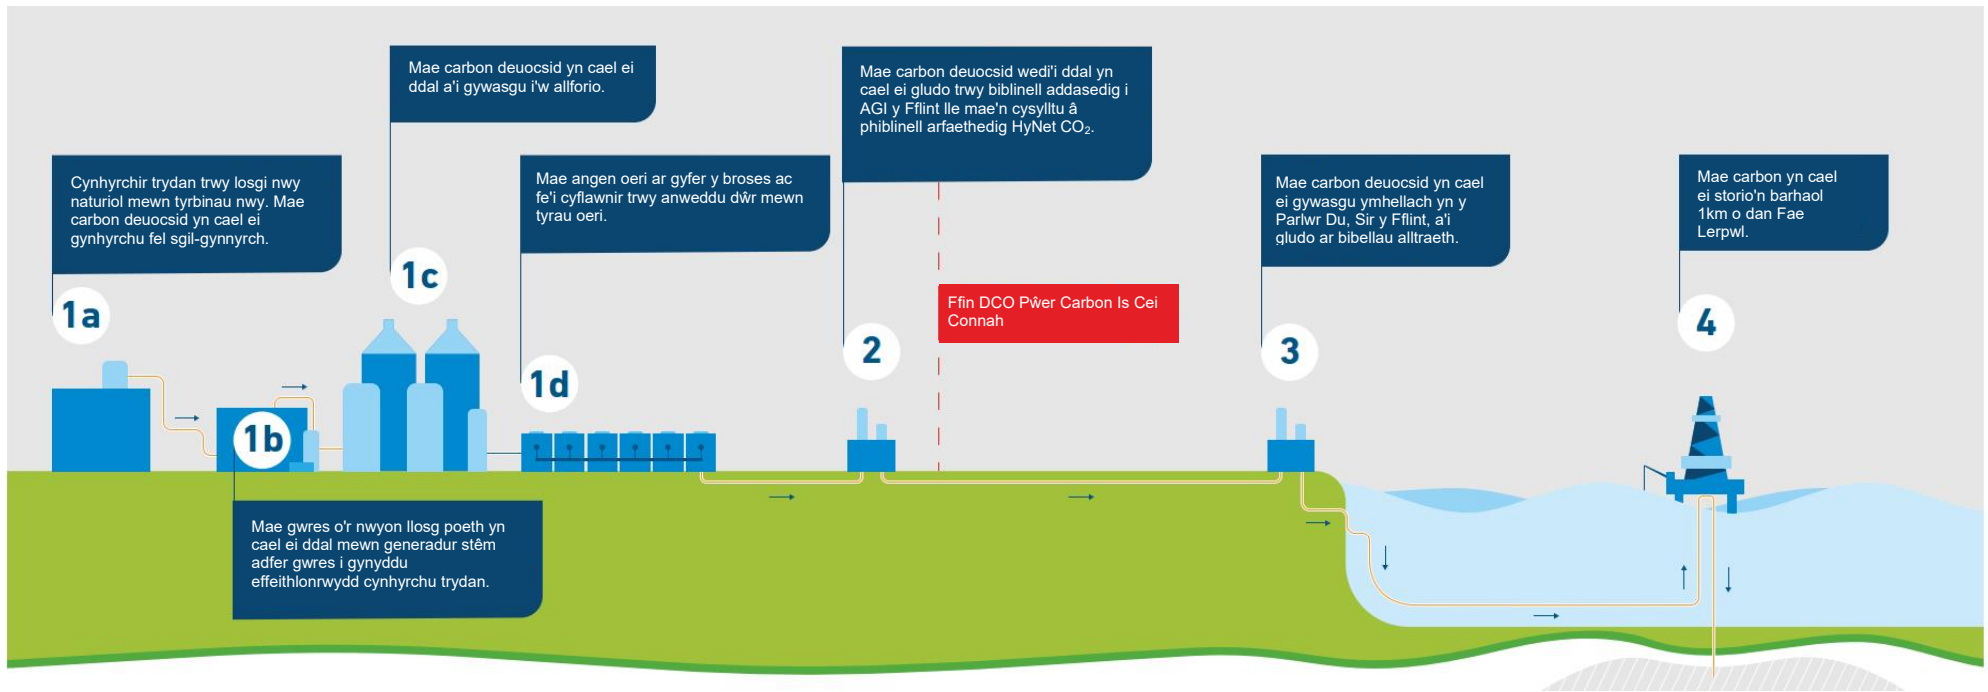 Cynhyrchir trydan trwy losgi nwy
naturiol mewn tyrbinau nwy. Mae
carbon deuocsid yn cael ei
gynhyrchu fel sgil-gynnyrch.
1a
Mae gwres o'r nwyon llosg poeth yn
cael ei ddal mewn generadur stêm
adfer gwres i gynyddu
effeithlonrwydd cynhyrchu trydan.
1b
Mae carbon deuocsid yn cael ei
ddal a'i gywasgu i'w allforio.
1c
Mae angen oeri ar gyfer y broses ac
fe'i cyflawnir trwy anweddu dŵr mewn
tyrau oeri.
1d
Mae carbon deuocsid wedi'i ddal yn
cael ei gludo trwy biblinell addasedig i
AGI y Fflint lle mae'n cysylltu â
phiblinell arfaethedig HyNet CO₂.
2
Ffin DCO Pŵer Carbon Is Cei
Connah
Mae carbon deuocsid yn cael
ei gywasgu ymhellach yn y
Parlwr Du, Sir y Fflint, a'i
gludo ar bibellau alltraeth.
3
Mae carbon yn cael
ei storio'n barhaol
1km o dan Fae
Lerpwl.
4